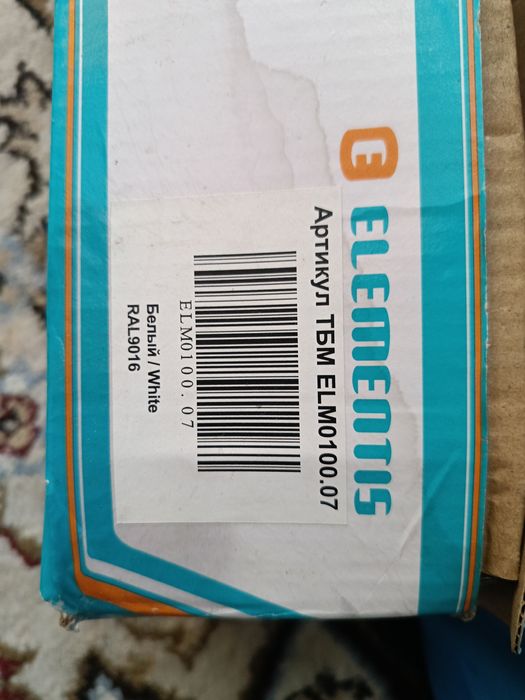 ELEMENTIS
Артикул ТБМ ELM0100.07
ELM0100.07
Белый / White
RAL9016